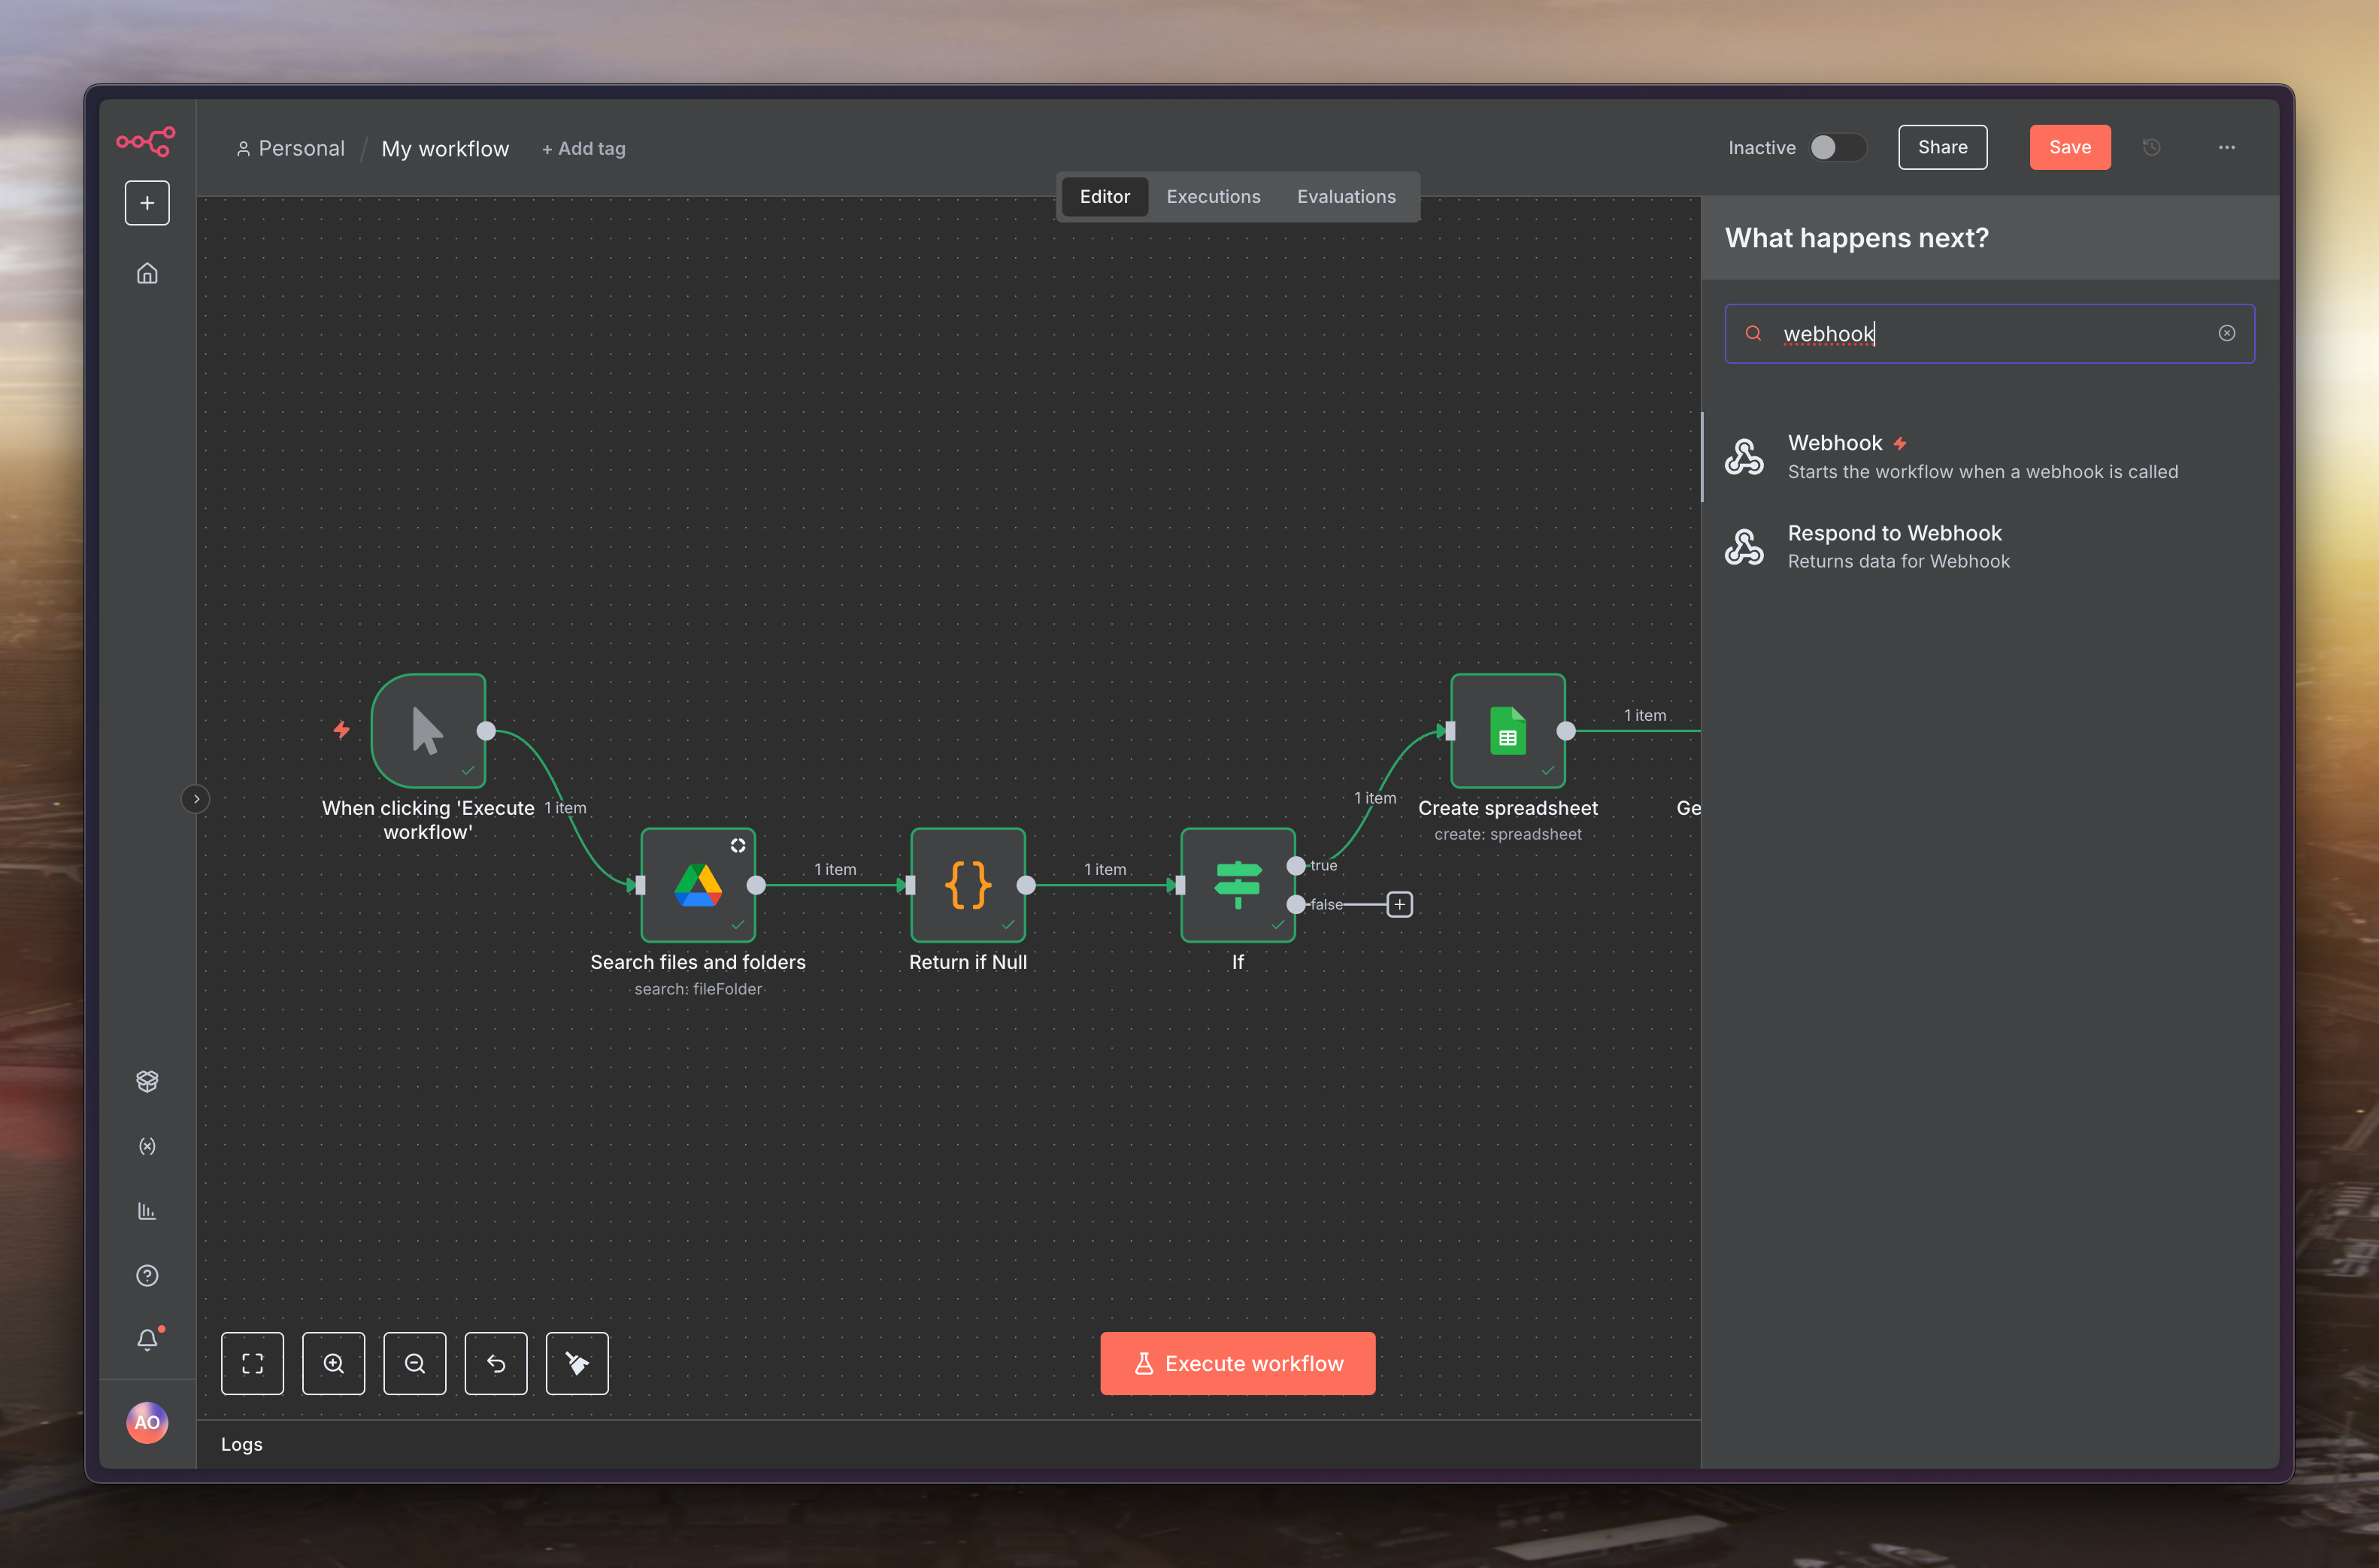 Personal / My workflow + Add tag
Inactive
Share
Save
Editor
Executions
Evaluations
What happens next?
webhook
Webhook
Starts the workflow when a webhook is called
Respond to Webhook
Returns data for Webhook
When clicking 'Execute
workflow'
1 item
Search files and folders
search: fileFolder
1 item
Return if Null
1 item
If
true
false
1 item
Create spreadsheet
create: spreadsheet
1 item
Ge
Execute workflow
Logs
AO